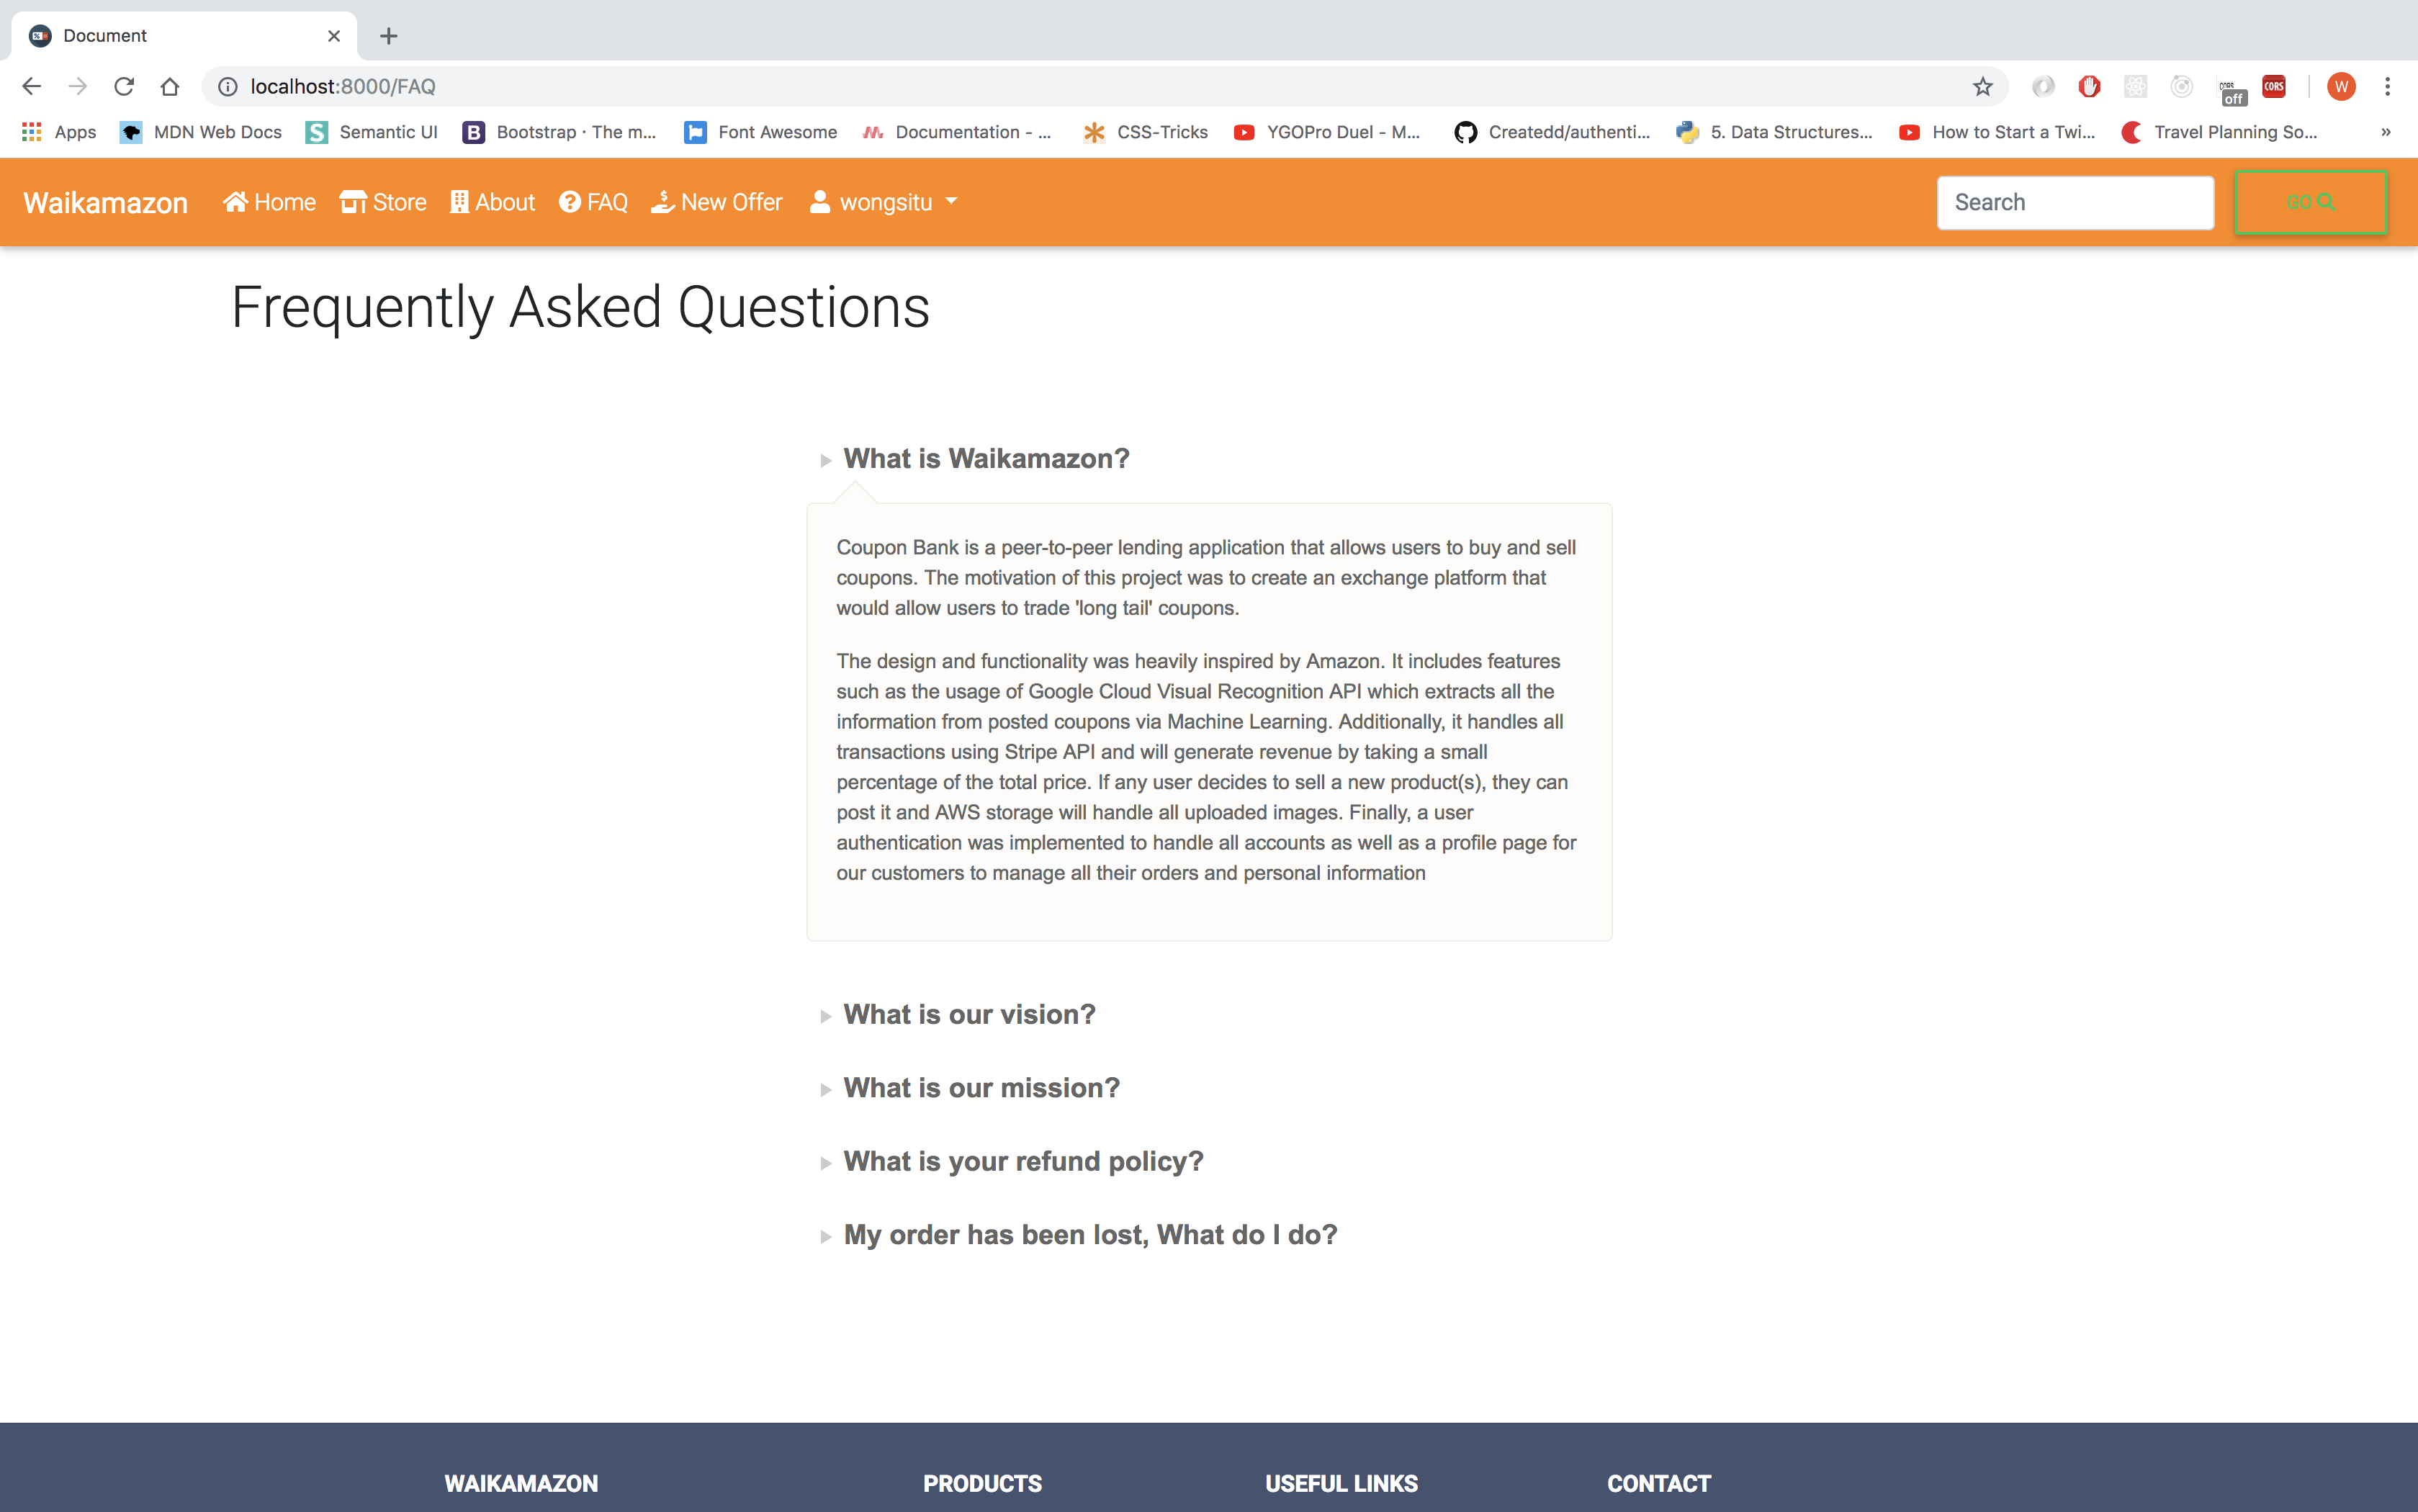 Document
localhost:8000/FAQ
off
CORS
W
Apps
MDN Web Docs
S
Semantic UI
B
Bootstrap · The m...
Font Awesome
Documentation - ...
CSS-Tricks
YGOPro Duel - M...
Createdd/authenti...
5. Data Structures...
How to Start a Twi...
Travel Planning So...
»
Waikamazon
Home
Store
About
FAQ
New Offer
wongsitu
Search
GO
Frequently Asked Questions
What is Waikamazon?
Coupon Bank is a peer-to-peer lending application that allows users to buy and sell
coupons. The motivation of this project was to create an exchange platform that
would allow users to trade 'long tail' coupons.
The design and functionality was heavily inspired by Amazon. It includes features
such as the usage of Google Cloud Visual Recognition API which extracts all the
information from posted coupons via Machine Learning. Additionally, it handles all
transactions using Stripe API and will generate revenue by taking a small
percentage of the total price. If any user decides to sell a new product(s), they can
post it and AWS storage will handle all uploaded images. Finally, a user
authentication was implemented to handle all accounts as well as a profile page for
our customers to manage all their orders and personal information
What is our vision?
What is our mission?
What is your refund policy?
My order has been lost, What do I do?
WAIKAMAZON
PRODUCTS
USEFUL LINKS
CONTACT